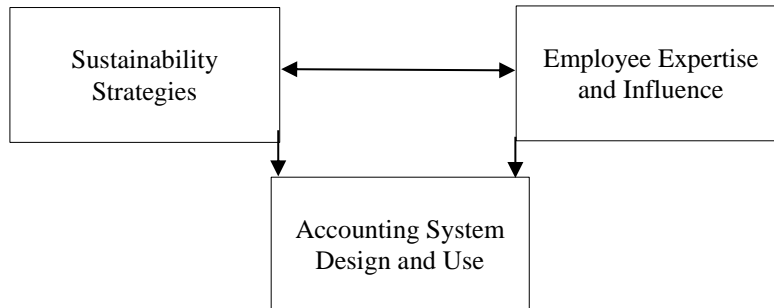 Sustainability
Strategies
Employee Expertise
and Influence
Accounting System
Design and Use